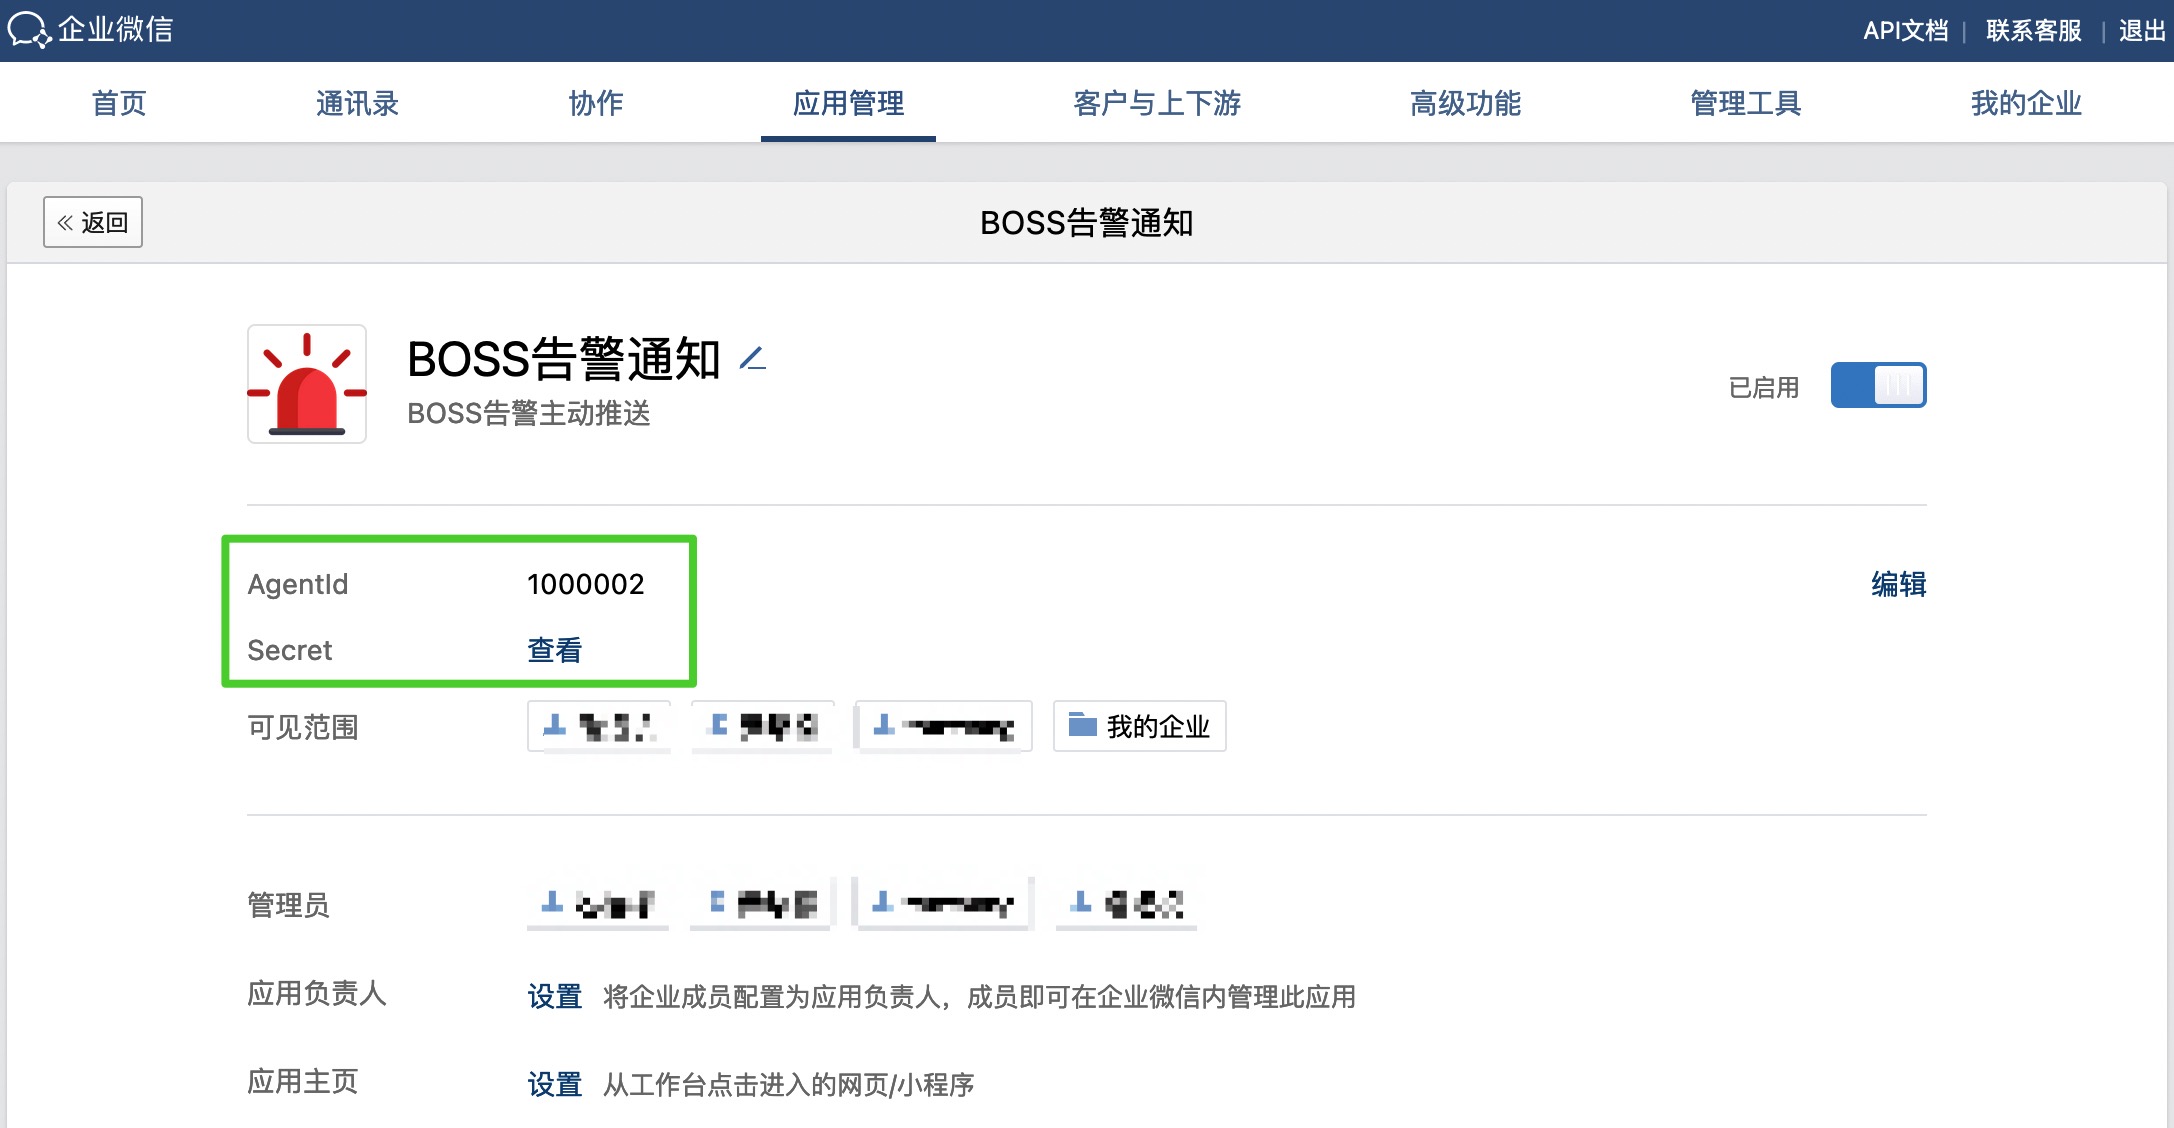 企业微信
API文档 | 联系客服 | 退出
首页 通讯录 协作 应用管理 客户与上下游 高级功能 管理工具 我的企业
« 返回 BOSS告警通知
BOSS告警通知
BOSS告警主动推送
已启用
AgentId 1000002 编辑
Secret 查看
可见范围 我的企业
管理员
应用负责人 设置 将企业成员配置为应用负责人，成员即可在企业微信内管理此应用
应用主页 设置 从工作台点击进入的网页/小程序